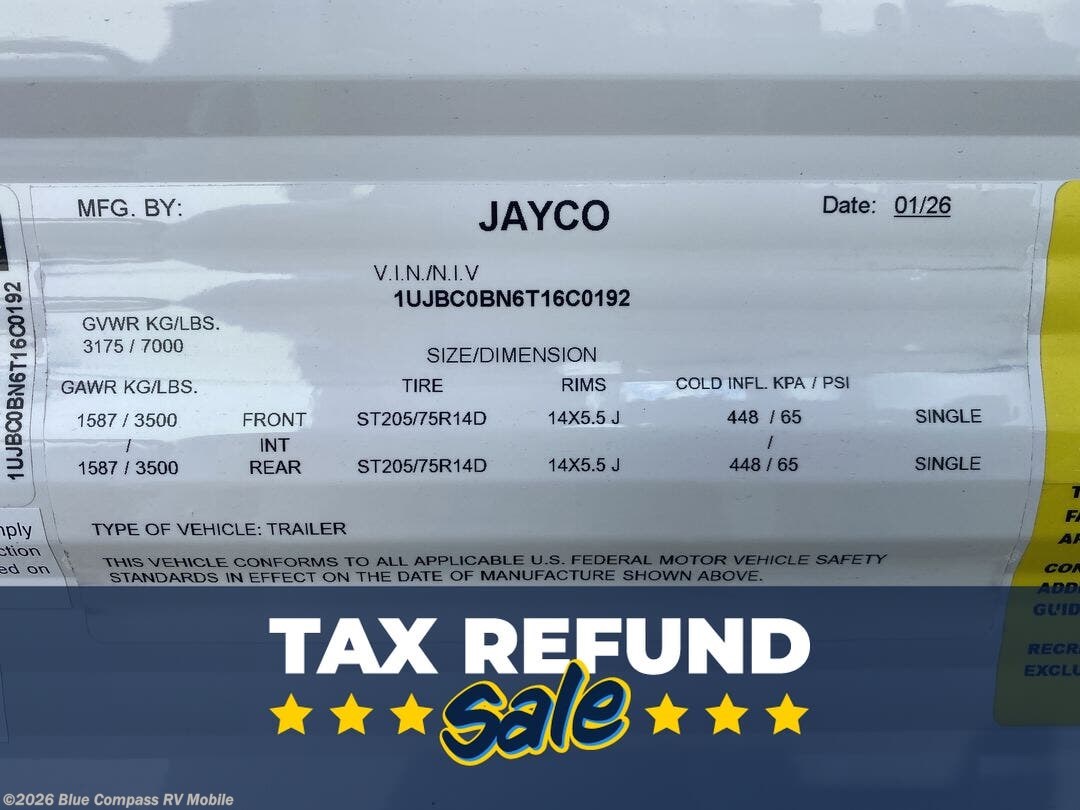 MFG. BY: JAYCO Date: 01/26
V.I.N./N.I.V
1UJBC0BN6T16C0192
GVWR KG/LBS.
3175 / 7000
SIZE/DIMENSION
GAWR KG/LBS. TIRE RIMS COLD INFL. KPA / PSI
1587 / 3500 FRONT ST205/75R14D 14X5.5 J 448 / 65 SINGLE
/ INT /
1587 / 3500 REAR ST205/75R14D 14X5.5 J 448 / 65 SINGLE
TYPE OF VEHICLE: TRAILER
THIS VEHICLE CONFORMS TO ALL APPLICABLE U.S. FEDERAL MOTOR VEHICLE SAFETY
STANDARDS IN EFFECT ON THE DATE OF MANUFACTURE SHOWN ABOVE.
1UJBC0BN6T16C0192
ed on
TAX REFUND
Sale
©2026 Blue Compass RV Mobile